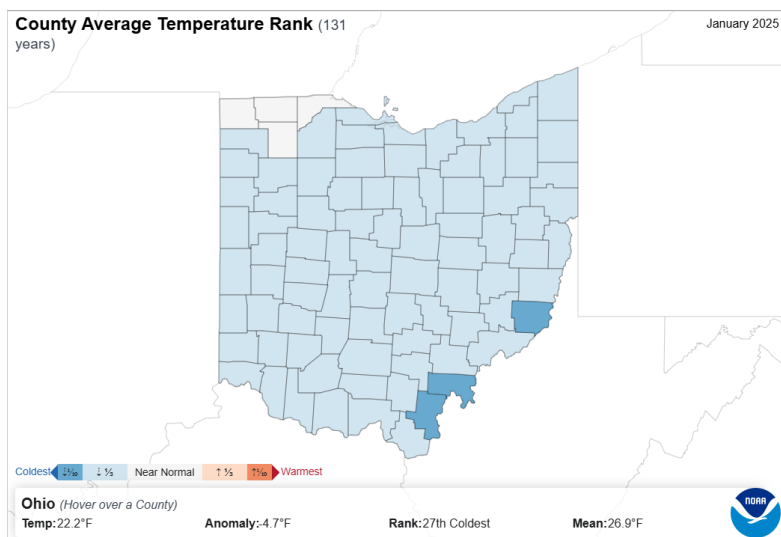 County Average Temperature Rank (131
years)
January 2025
Coldest ↓⅒ ↓ ⅓ Near Normal ↑ ⅓ ↑⅒ Warmest
Ohio (Hover over a County)
Temp:22.2°F Anomaly:-4.7°F Rank:27th Coldest Mean:26.9°F
NOAA